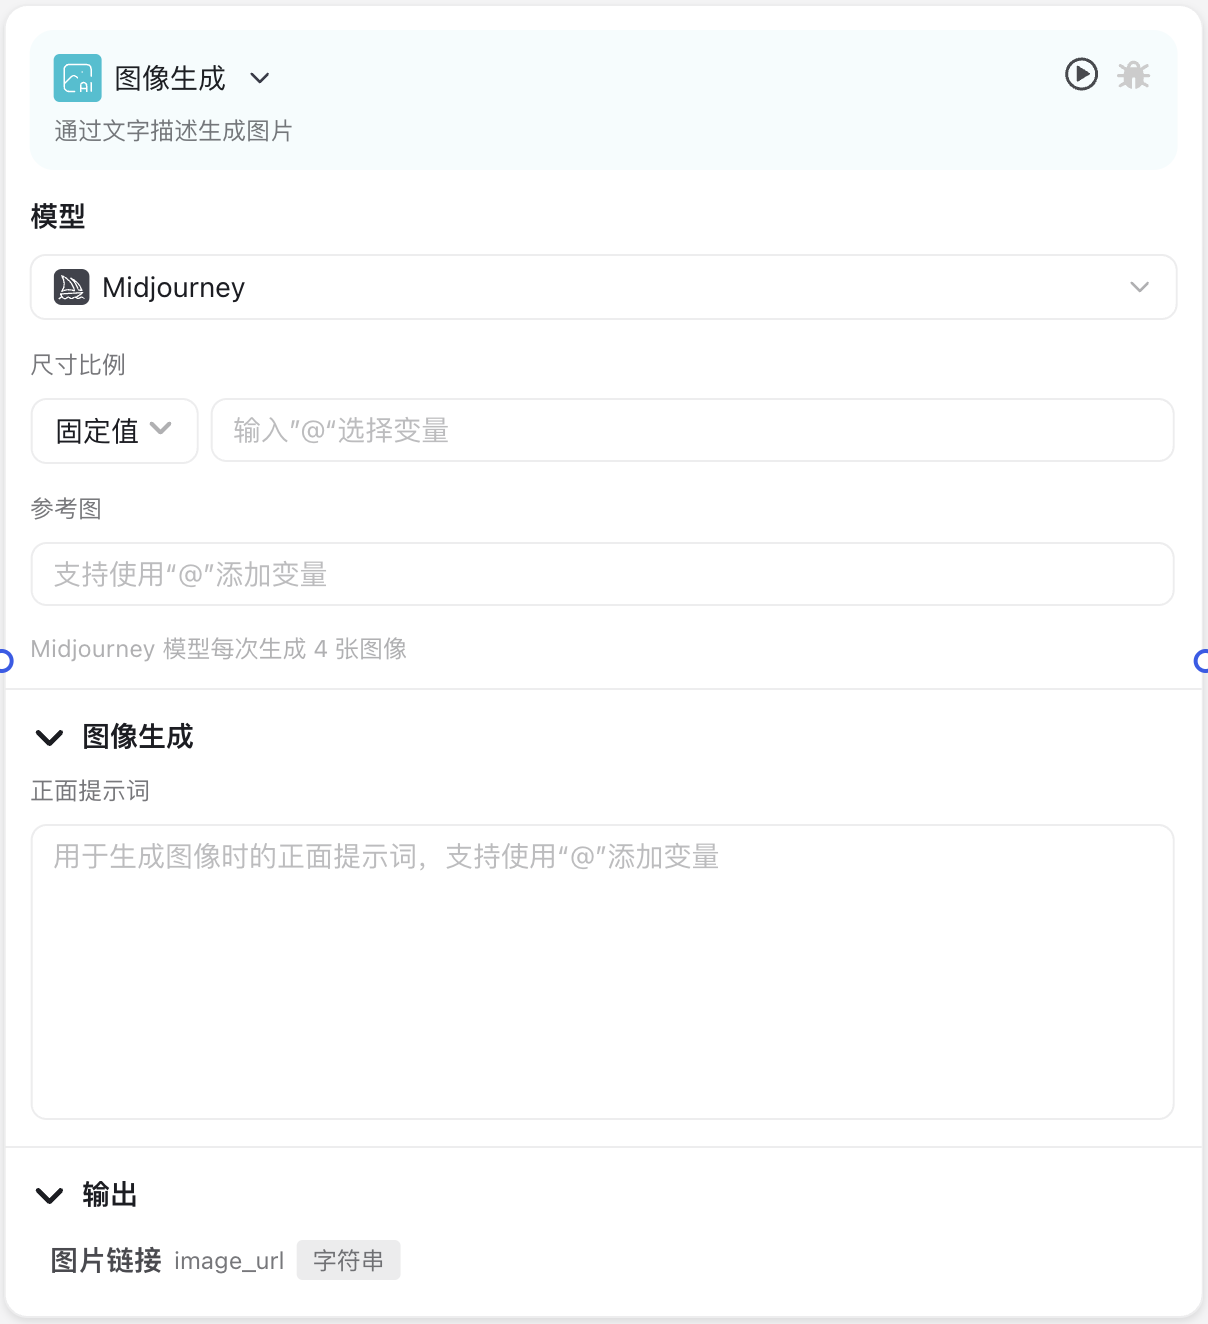 AI
图像生成
通过文字描述生成图片
模型
Midjourney
尺寸比例
固定值
输入”@“选择变量
参考图
支持使用“@”添加变量
Midjourney 模型每次生成 4 张图像
图像生成
正面提示词
用于生成图像时的正面提示词，支持使用“@”添加变量
输出
图片链接 image_url 字符串